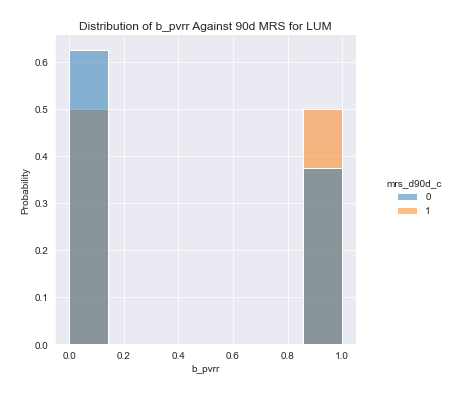 Distribution of b_pvrr Against 90d MRS for LUM
0.6
0.5
0.4
0.3
0.2
0.1
0.0
Probability
0.0 0.2 0.4 0.6 0.8 1.0
b_pvrr
mrs_d90d_c
0
1